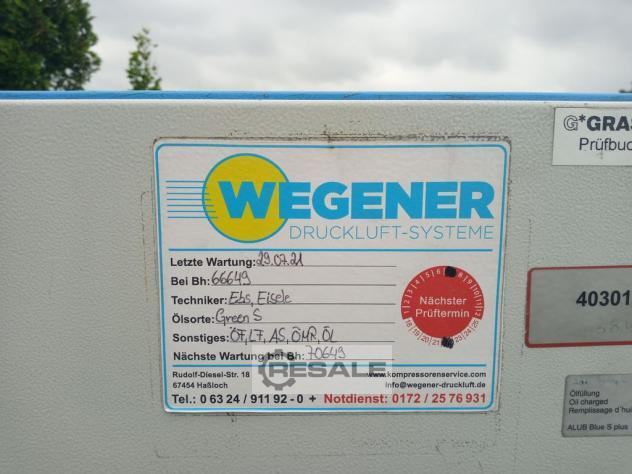 WEGENER
DRUCKLUFT-SYSTEME
Letzte Wartung: 29.07.21
Bei Bh: 66649
Techniker: Ebs, Eisele
Ölsorte: Green S
Sonstiges: ÖF, LF, AS, ÖMR, ÖL
Nächste Wartung bei Bh: 70649
Nächster
Prüftermin
RESALE
Rudolf-Diesel-Str. 18
67454 Haßloch
www.kompressorenservice.com
info@wegener-druckluft.de
Tel.: 0 63 24 / 911 92 - 0 + Notdienst: 0172 / 25 76 931
G*GRAS
Prüfbuc
40301
Ölfüllung
Oil charged
Remplissage d'hui
ALUB Blue S plus